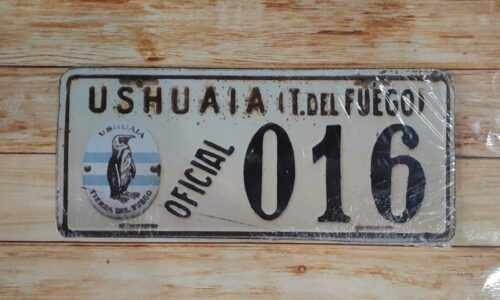 USHUAIA (T.DEL FUEGO)
USHUAIA
TIERRA DEL FUEGO
OFICIAL
016